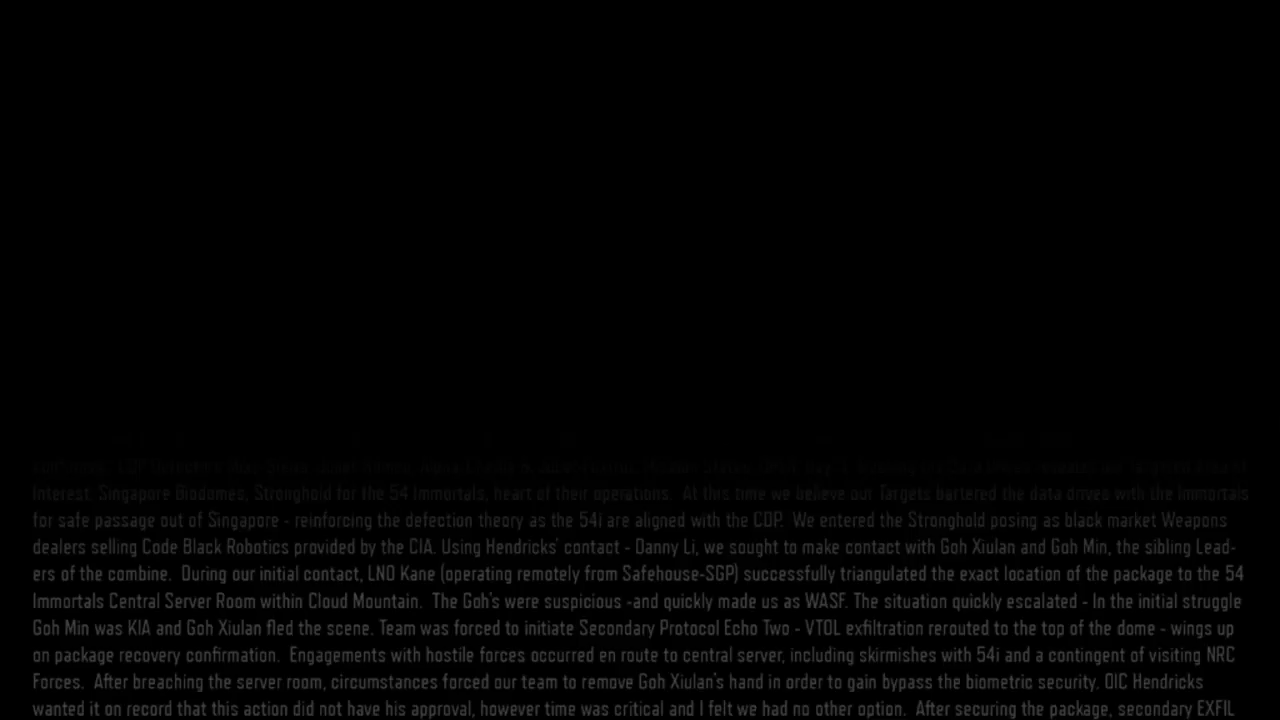 Interest, Singapore Biodomes, Stronghold for the 54 Immortals, heart of their operations.  At this time we believe our Targets bartered the data drives with the Immortals
for safe passage out of Singapore - reinforcing the defection theory as the 54i are aligned with the CDP.  We entered the Stronghold posing as black market Weapons
dealers selling Code Black Robotics provided by the CIA. Using Hendricks' contact - Danny Li, we sought to make contact with Goh Xiulan and Goh Min, the sibling Lead-
ers of the combine.  During our initial contact, LNO Kane (operating remotely from Safehouse-SGP) successfully triangulated the exact location of the package to the 54
Immortals Central Server Room within Cloud Mountain.  The Goh's were suspicious -and quickly made us as WASF. The situation quickly escalated - In the initial struggle
Goh Min was KIA and Goh Xiulan fled the scene. Team was forced to initiate Secondary Protocol Echo Two - VTOL exfiltration rerouted to the top of the dome - wings up
on package recovery confirmation.  Engagements with hostile forces occurred en route to central server, including skirmishes with 54i and a contingent of visiting NRC
Forces.  After breaching the server room, circumstances forced our team to remove Goh Xiulan's hand in order to gain bypass the biometric security. OIC Hendricks
wanted it on record that this action did not have his approval, however time was critical and I felt we had no other option.  After securing the package, secondary EXFIL